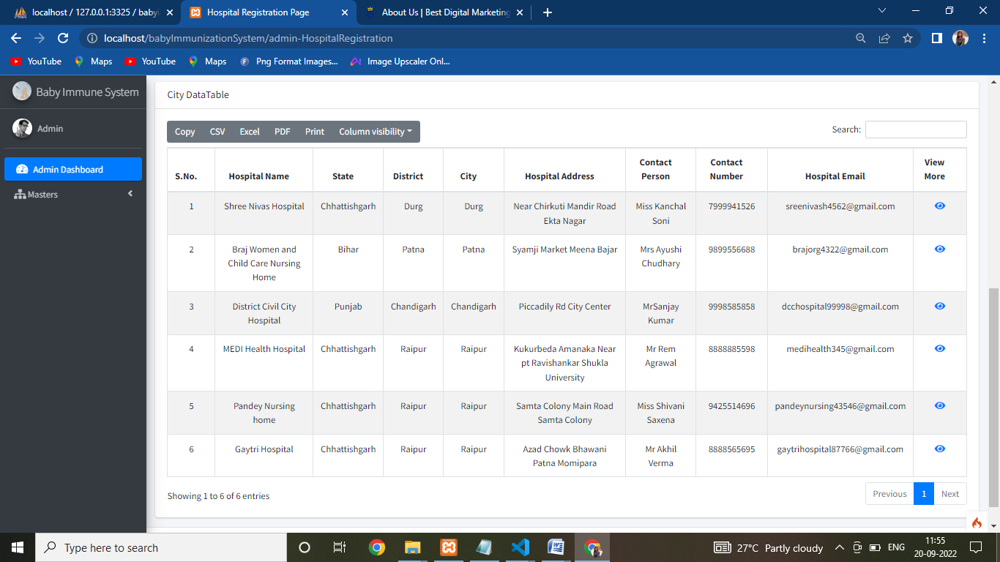 localhost / 127.0.0.1:3325 / babyi
Hospital Registration Page
About Us | Best Digital Marketing
localhost/babyImmunizationSystem/admin-HospitalRegistration
YouTube Maps YouTube Maps Png Format Images... Image Upscaler Onl...
Baby Immune System
Admin
Admin Dashboard
Masters
City DataTable
Copy CSV Excel PDF Print Column visibility
Search:
S.No. Hospital Name State District City Hospital Address Contact Person Contact Number Hospital Email View More
1 Shree Nivas Hospital Chhattishgarh Durg Durg Near Chirkuti Mandir Road Ekta Nagar Miss Kanchal Soni 7999941526 sreenivash4562@gmail.com
2 Braj Women and Child Care Nursing Home Bihar Patna Patna Syamji Market Meena Bajar Mrs Ayushi Chudhary 9899556688 brajorg4322@gmail.com
3 District Civil City Hospital Punjab Chandigarh Chandigarh Piccadily Rd City Center MrSanjay Kumar 9998585858 dcchospital99998@gmail.com
4 MEDI Health Hospital Chhattishgarh Raipur Raipur Kukurbeda Amanaka Near pt Ravishankar Shukla University Mr Rem Agrawal 8888885598 medihealth345@gmail.com
5 Pandey Nursing home Chhattishgarh Raipur Raipur Samta Colony Main Road Samta Colony Miss Shivani Saxena 9425514696 pandeynursing43546@gmail.com
6 Gaytri Hospital Chhattishgarh Raipur Raipur Azad Chowk Bhawani Patna Momipara Mr Akhil Verma 8888565695 gaytrihospital87766@gmail.com
Showing 1 to 6 of 6 entries
Previous 1 Next
Type here to search
27°C Partly cloudy
ENG
11:55
20-09-2022